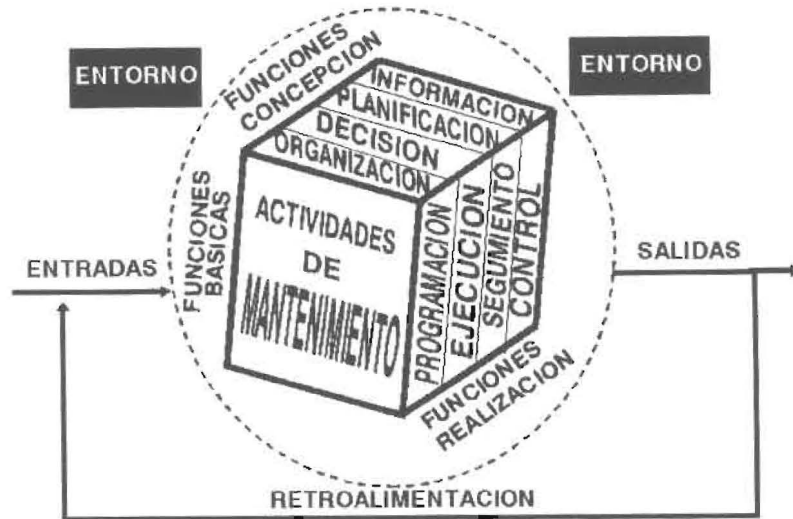 ENTORNO
ENTORNO
FUNCIONES
CONCEPCION
INFORMACION
PLANIFICACION
DECISION
ORGANIZACION
FUNCIONES
BASICAS
ACTIVIDADES
DE
MANTENIMIENTO
PROGRAMACION
EJECUCION
SEGUMIENTO
CONTROL
FUNCIONES
REALIZACION
ENTRADAS
SALIDAS
RETROALIMENTACION